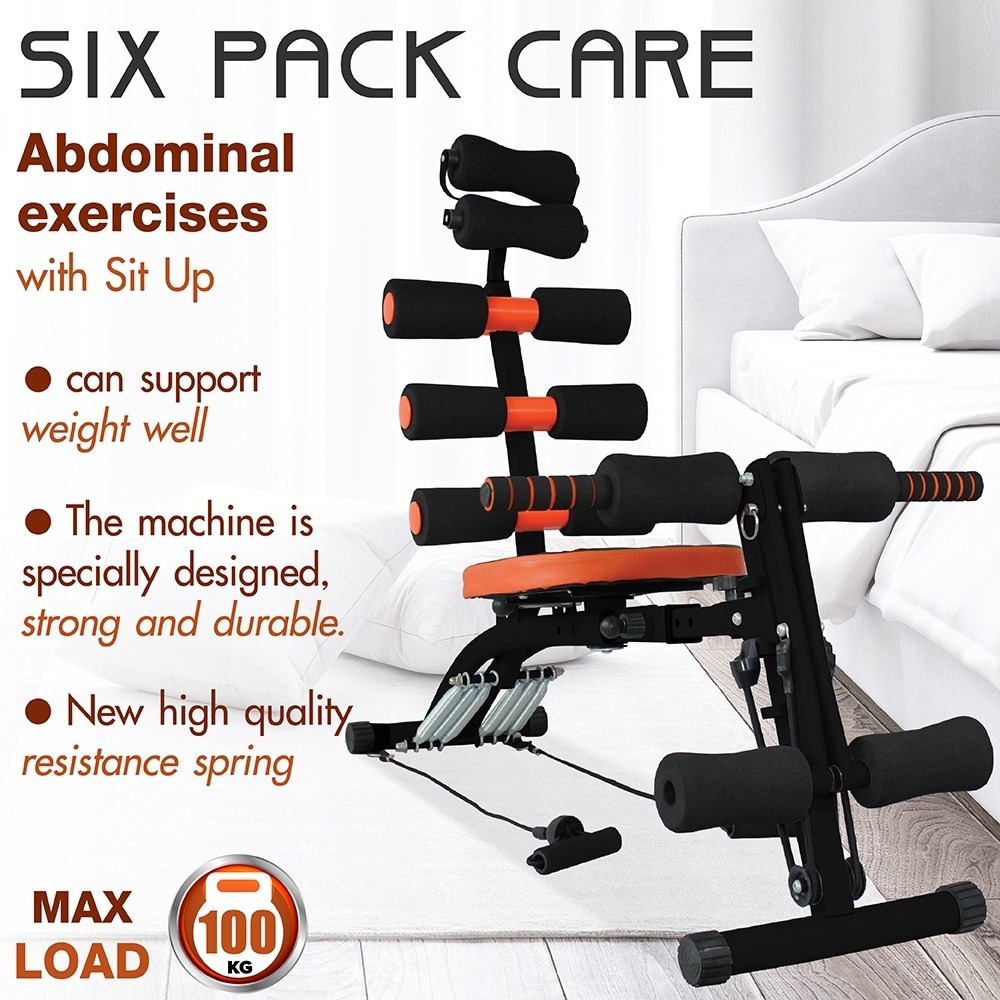 SIX PACK CARE
Abdominal
exercises
with Sit Up
● can support
weight well
● The machine is
specially designed,
strong and durable.
● New high quality
resistance spring
MAX
LOAD
100
KG